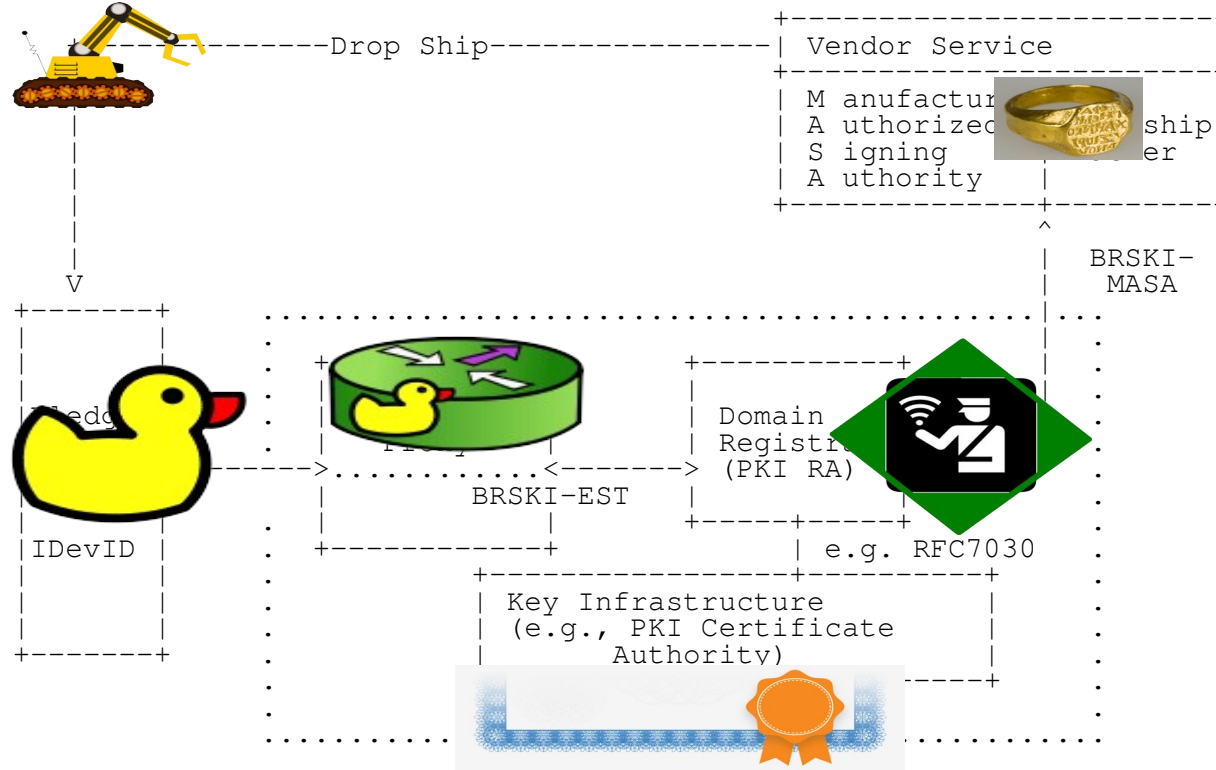 Drop Ship
Vendor Service
M anufactur
A uthorized ship
S igning er
A uthority
V
BRSKI-
MASA
Pledg
Domain
Registr
(PKI RA)
BRSKI-EST
IDevID
e.g. RFC7030
Key Infrastructure
(e.g., PKI Certificate
Authority)